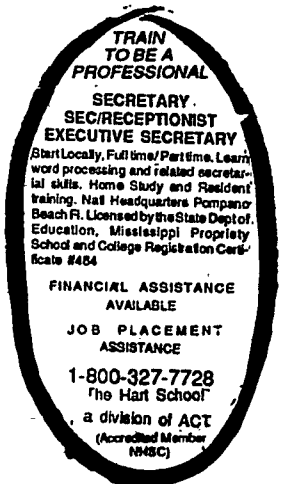 TRAIN
TO BE A
PROFESSIONAL
SECRETARY
SEC/RECEPTIONIST
EXECUTIVE SECRETARY
Start Locally, Full time/Part time. Learn
word processing and related secretar-
ial skills. Home Study and Resident
training. Natl Headquarters Pompano
Beach Fl. Licensed by the State Dept of
Education, Mississippi Propriety
School and College Registration Certi-
ficate #464
FINANCIAL ASSISTANCE
AVAILABLE
JOB PLACEMENT
ASSISTANCE
1-800-327-7728
The Hart School
a division of ACT
(Accredited Member
NHSC)